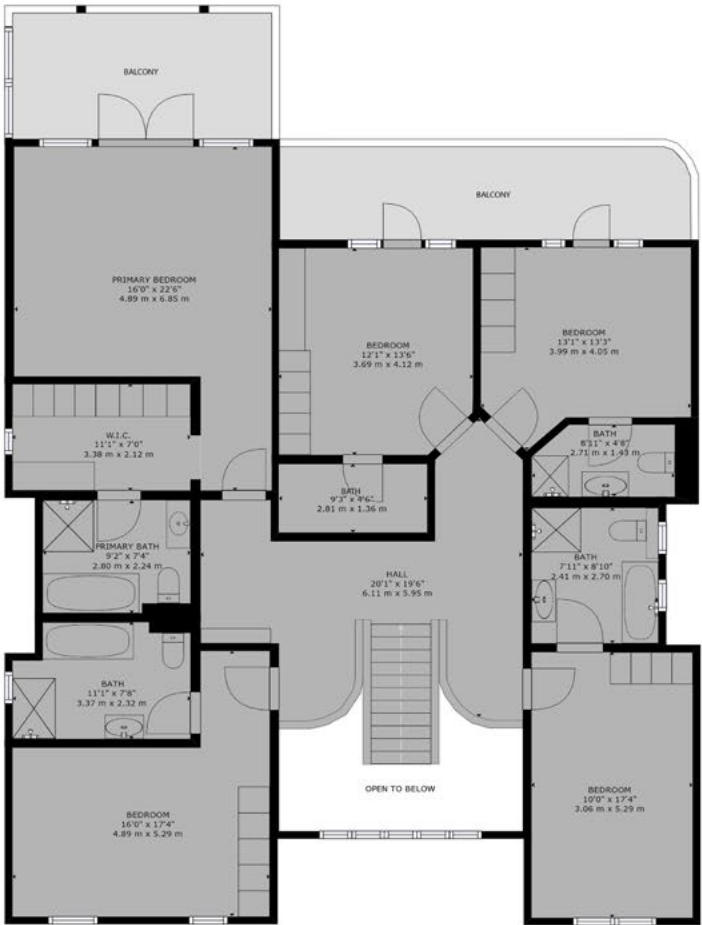 BALCONY
BALCONY
PRIMARY BEDROOM
16'0" x 22'6"
4.89 m x 6.85 m
BEDROOM
12'1" x 13'6"
3.69 m x 4.12 m
BEDROOM
13'1" x 13'3"
3.99 m x 4.05 m
W.I.C.
11'1" x 7'0"
3.38 m x 2.12 m
BATH
8'11" x 4'8"
2.71 m x 1.43 m
BATH
9'3" x 4'6"
2.81 m x 1.36 m
PRIMARY BATH
9'2" x 7'4"
2.80 m x 2.24 m
BATH
7'11" x 8'10"
2.41 m x 2.70 m
HALL
20'1" x 19'6"
6.11 m x 5.95 m
BATH
11'1" x 7'8"
3.37 m x 2.32 m
OPEN TO BELOW
BEDROOM
16'0" x 17'4"
4.89 m x 5.29 m
BEDROOM
10'0" x 17'4"
3.06 m x 5.29 m